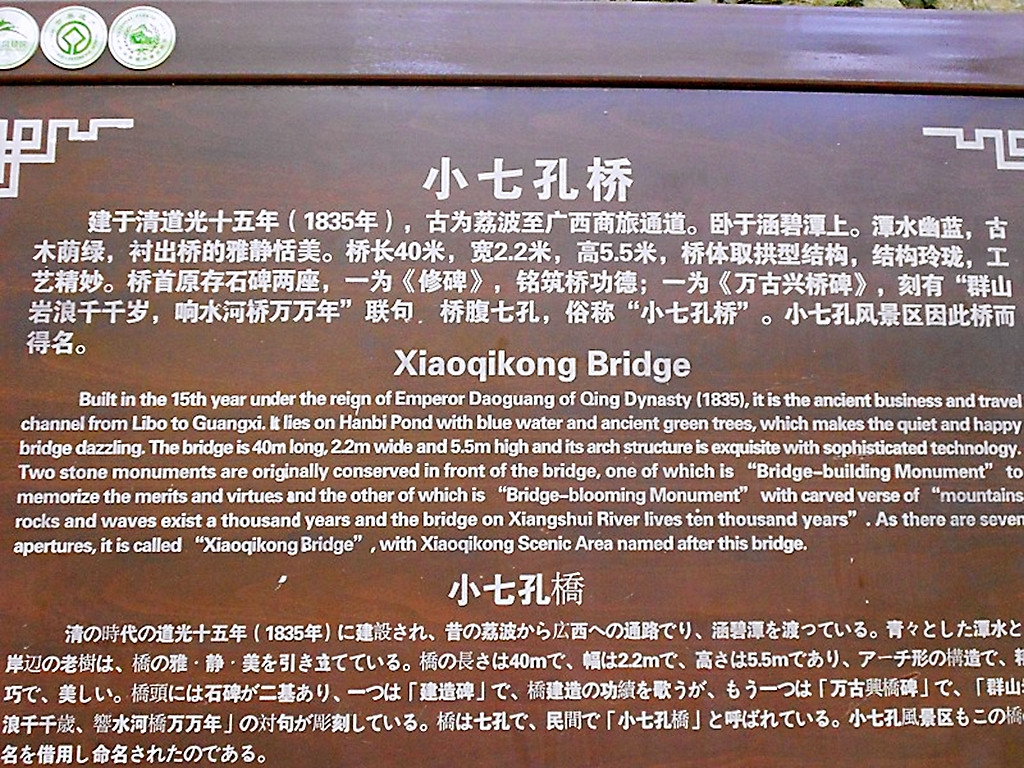 小七孔桥
建于清道光十五年（1835年），古为荔波至广西商旅通道。卧于涵碧潭上。潭水幽蓝，古
木荫绿，衬出桥的雅静恬美。桥长40米，宽2.2米，高5.5米，桥体取拱型结构，结构玲珑，工
艺精妙。桥首原存石碑两座，一为《修碑》，铭筑桥功德；一为《万古兴桥碑》，刻有“群山
岩浪千千岁，响水河桥万万年”联句．桥腹七孔，俗称“小七孔桥”。小七孔风景区因此桥而
得名。
Xiaoqikong Bridge
Built in the 15th year under the reign of Emperor Daoguang of Qing Dynasty (1835), it is the ancient business and travel
channel from Libo to Guangxi. It lies on Hanbi Pond with blue water and ancient green trees, which makes the quiet and happy
bridge dazzling. The bridge is 40m long, 2.2m wide and 5.5m high and its arch structure is exquisite with sophisticated technology.
Two stone monuments are originally conserved in front of the bridge, one of which is “Bridge-building Monument” to
memorize the merits and virtues and the other of which is “Bridge-blooming Monument” with carved verse of “mountains
rocks and waves exist a thousand years and the bridge on Xiangshui River lives ten thousand years”. As there are seven
apertures, it is called “Xiaoqikong Bridge”, with Xiaoqikong Scenic Area named after this bridge.
小七孔橋
清の時代の道光十五年（1835年）に建設され、昔の荔波から広西への通路でり、涵碧潭を渡っている。青々とした潭水と
岸辺の老樹は、橋の雅・静・美を引き立てている。橋の長さは40mで、幅は2.2mで、高さは5.5mであり、アーチ形の構造で、精
巧で、美しい。橋頭には石碑が二基あり、一つは「建造碑」で、橋建造の功績を歌うが、もう一つは「万古興橋碑」で、「群山
浪千千歳、響水河橋万万年」の対句が彫刻している。橋は七孔で、民間で「小七孔橋」と呼ばれている。小七孔風景区もこの橋
名を借用し命名されたのである。